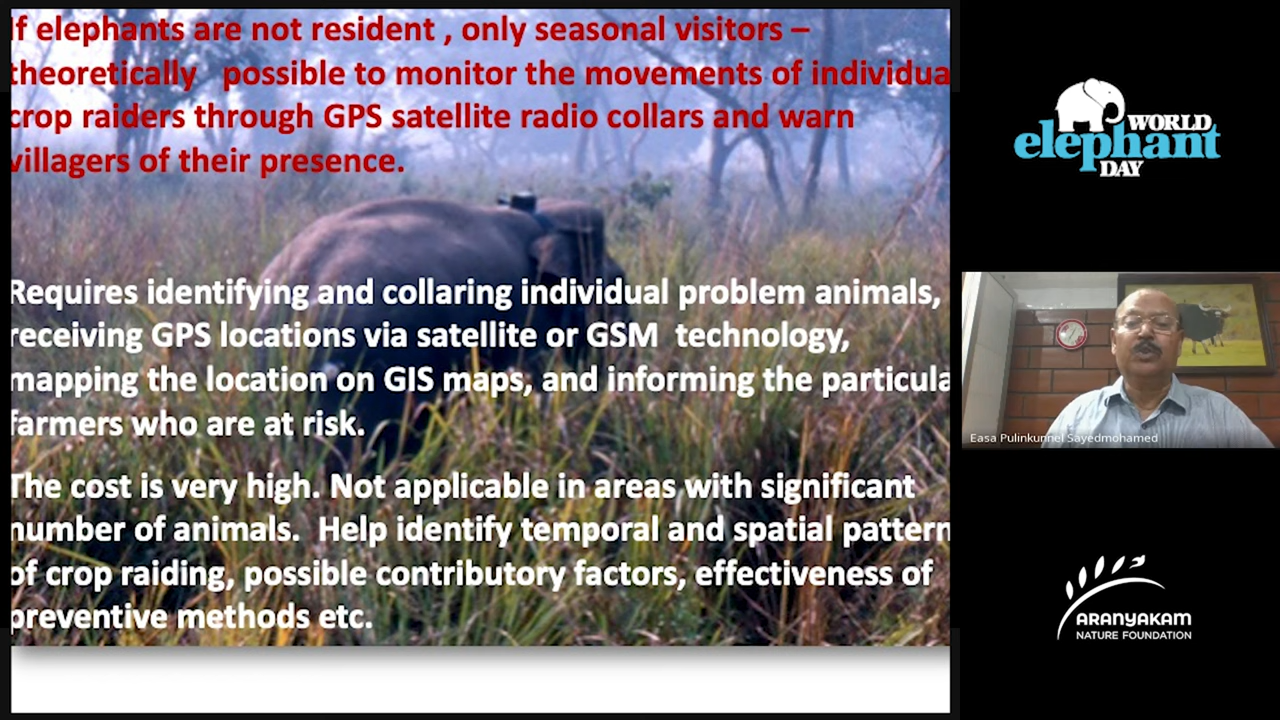 If elephants are not resident , only seasonal visitors –
theoretically possible to monitor the movements of individua
crop raiders through GPS satellite radio collars and warn
villagers of their presence.
Requires identifying and collaring individual problem animals,
receiving GPS locations via satellite or GSM technology,
mapping the location on GIS maps, and informing the particula
farmers who are at risk.
The cost is very high. Not applicable in areas with significant
number of animals. Help identify temporal and spatial pattern
of crop raiding, possible contributory factors, effectiveness of
preventive methods etc.
WORLD
elephant
DAY
Easa Pulinkunnel Sayedmohamed
ARANYAKAM
NATURE FOUNDATION